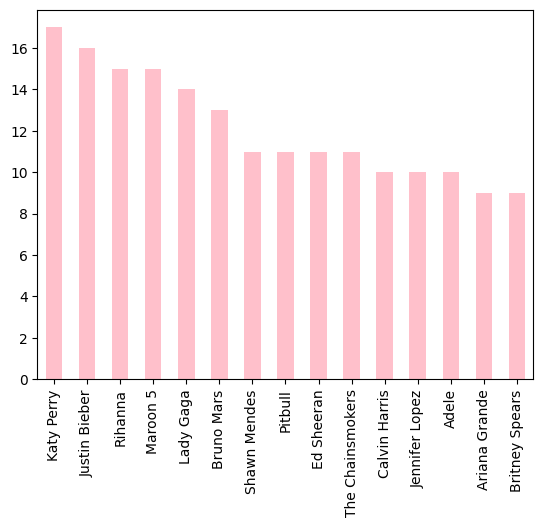 16
14
12
10
8
6
4
2
0
Katy Perry
Justin Bieber
Rihanna
Maroon 5
Lady Gaga
Bruno Mars
Shawn Mendes
Pitbull
Ed Sheeran
The Chainsmokers
Calvin Harris
Jennifer Lopez
Adele
Ariana Grande
Britney Spears